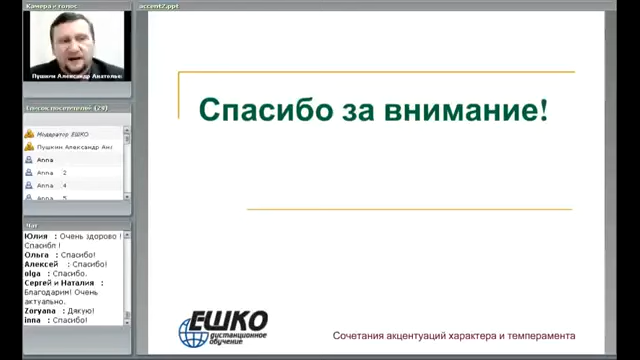 Камера и голос
accent2.ppt
Пушкин Александр Анатольев
Список посетителей (29)
Модератор ЕШКО
Пушкин Александр Ана
Anna
Anna 2
Anna 4
Anna 5
Чат
Юлия : Очень здорово !
Спасибл !
Ольга : Спасибо!
Алексей : Спасибо!
olga : Спасибо.
Сергей и Наталия :
Благодарим! Очень
актуально.
Zoryana : Дякую!
inna : Спасибо!
Спасибо за внимание!
ЕШКО
дистанционное
обучение
Сочетания акцентуаций характера и темперамента